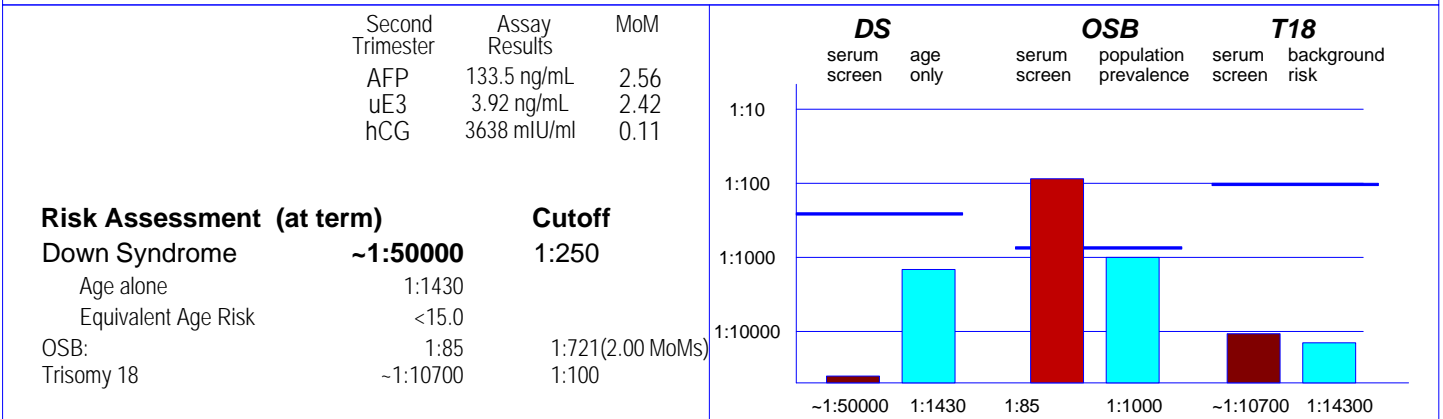 Second Assay MoM
Trimester Results
AFP 133.5 ng/mL 2.56
uE3 3.92 ng/mL 2.42
hCG 3638 mIU/ml 0.11
Risk Assessment (at term) Cutoff
Down Syndrome ~1:50000 1:250
Age alone 1:1430
Equivalent Age Risk <15.0
OSB: 1:85 1:721(2.00 MoMs)
Trisomy 18 ~1:10700 1:100
DS OSB T18
serum age serum population serum background
screen only screen prevalence screen risk
1:10
1:100
1:1000
1:10000
~1:50000 1:1430 1:85 1:1000 ~1:10700 1:14300